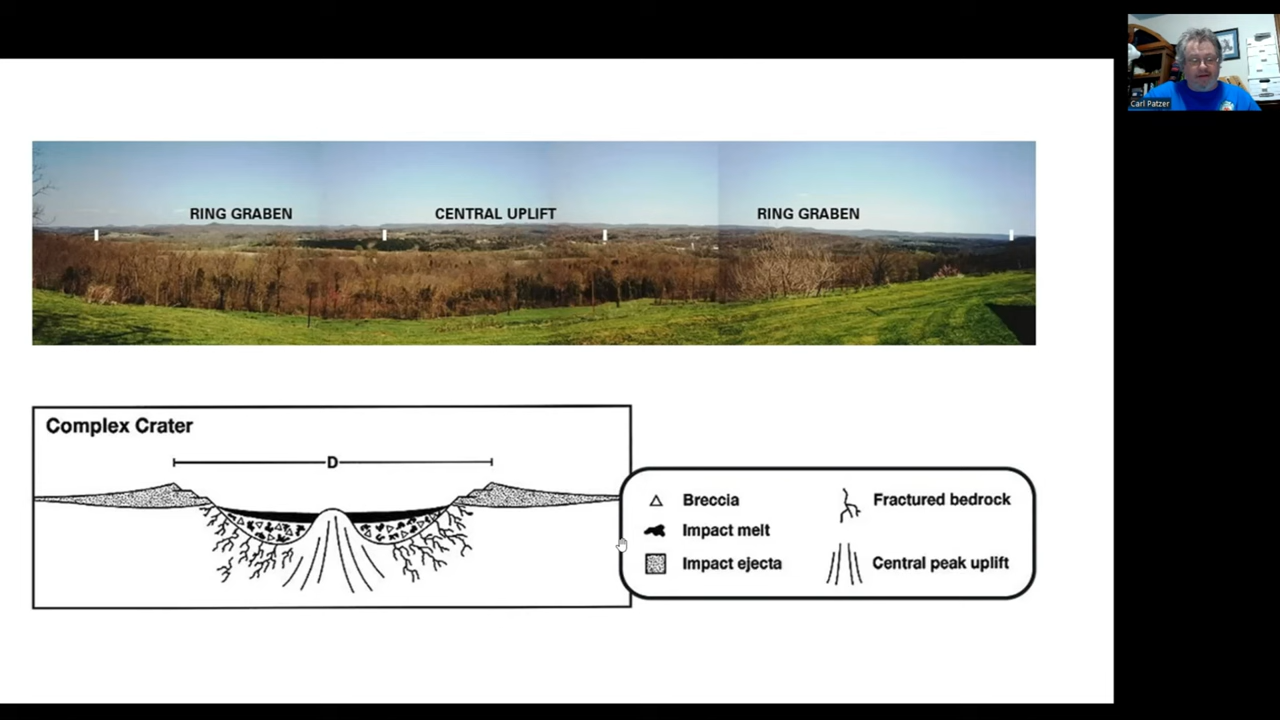 Carl Patzer
RING GRABEN
CENTRAL UPLIFT
RING GRABEN
Complex Crater
D
Breccia
Impact melt
Impact ejecta
Fractured bedrock
Central peak uplift